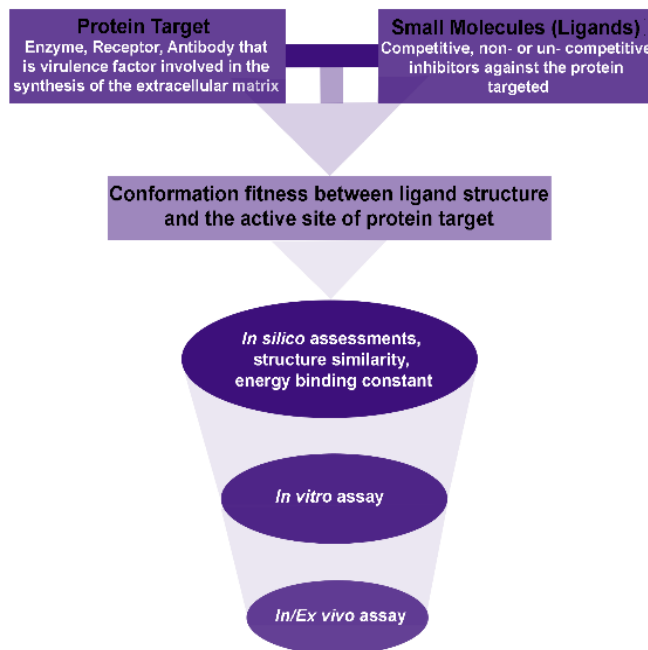 Protein Target
Enzyme, Receptor, Antibody that
is virulence factor involved in the
synthesis of the extracellular matrix
Small Molecules (Ligands)
Competitive, non- or un- competitive
inhibitors against the protein
targeted
Conformation fitness between ligand structure
and the active site of protein target
In silico assessments,
structure similarity,
energy binding constant
In vitro assay
In/Ex vivo assay